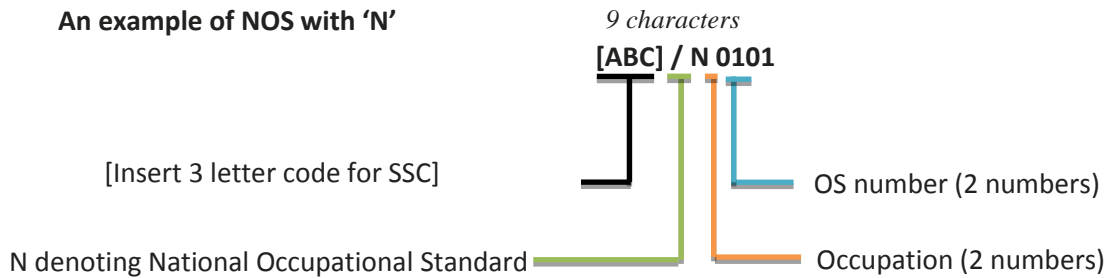 An example of NOS with ‘N’
9 characters
[ABC] / N 0101
[Insert 3 letter code for SSC]
OS number (2 numbers)
N denoting National Occupational Standard
Occupation (2 numbers)